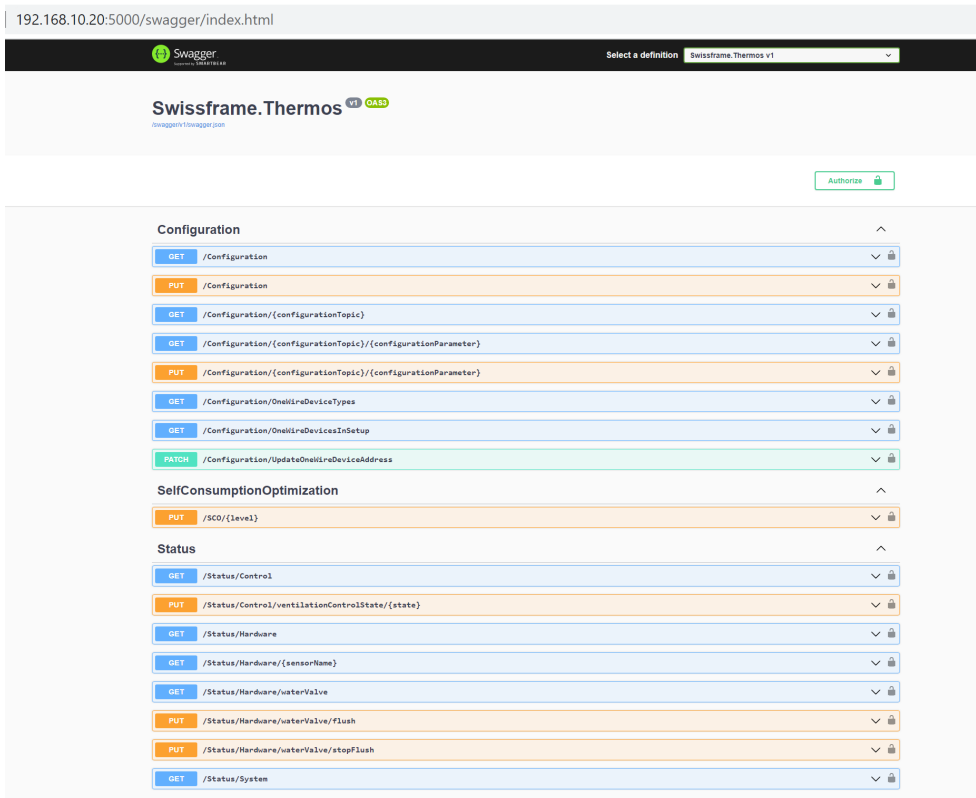 192.168.10.20:5000/swagger/index.html
Swagger
Supported by SMARTBEAR
Select a definition Swissframe.Thermos v1
Swissframe.Thermos v1 OAS3
/swagger/v1/swagger.json
Authorize
Configuration
GET /Configuration
PUT /Configuration
GET /Configuration/{configurationTopic}
GET /Configuration/{configurationTopic}/{configurationParameter}
PUT /Configuration/{configurationTopic}/{configurationParameter}
GET /Configuration/OneWireDeviceTypes
GET /Configuration/OneWireDevicesInSetup
PATCH /Configuration/UpdateOneWireDeviceAddress
SelfConsumptionOptimization
PUT /SCO/{level}
Status
GET /Status/Control
PUT /Status/Control/ventilationControlState/{state}
GET /Status/Hardware
GET /Status/Hardware/{sensorName}
GET /Status/Hardware/waterValve
PUT /Status/Hardware/waterValve/flush
PUT /Status/Hardware/waterValve/stopFlush
GET /Status/System